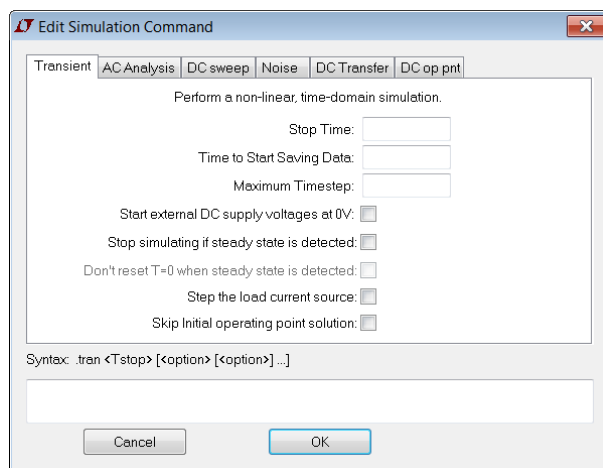 Edit Simulation Command
Transient AC Analysis DC sweep Noise DC Transfer DC op pnt
Perform a non-linear, time-domain simulation.
Stop Time:
Time to Start Saving Data:
Maximum Timestep:
Start external DC supply voltages at 0V:
Stop simulating if steady state is detected:
Don't reset T=0 when steady state is detected:
Step the load current source:
Skip Initial operating point solution:
Syntax: .tran <Tstop> [<option> [<option>] ...]
Cancel OK